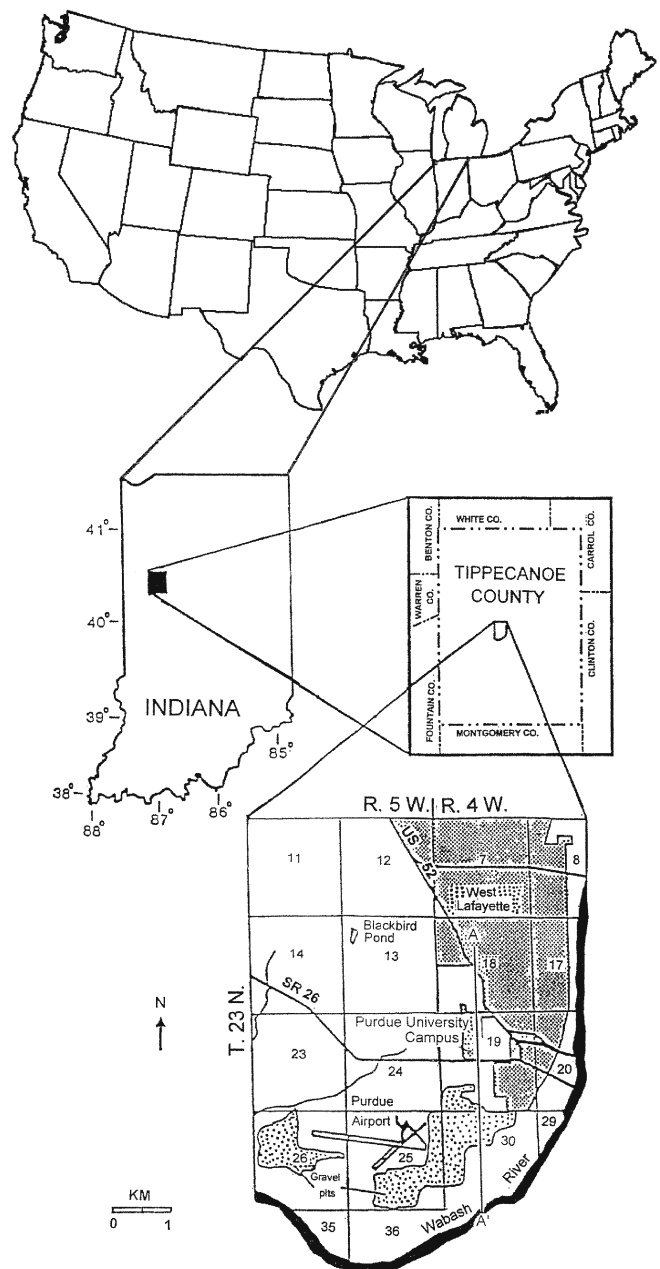 41°
40°
39°
38°
88°
87°
86°
85°
INDIANA
BENTON CO.
WHITE CO.
CARROL CO.
WARREN
CO.
TIPPECANOE
COUNTY
CLINTON CO.
FOUNTAIN CO.
MONTGOMERY CO.
R. 5 W.
R. 4 W.
T. 23 N.
11
12
US 52
7
8
West
Lafayette
Blackbird
Pond
A
14
13
18
17
SR 26
Purdue University
Campus
19
20
23
24
Purdue
Airport
26
25
30
29
Gravel
pits
35
36
Wabash River
A'
N
KM
0 1